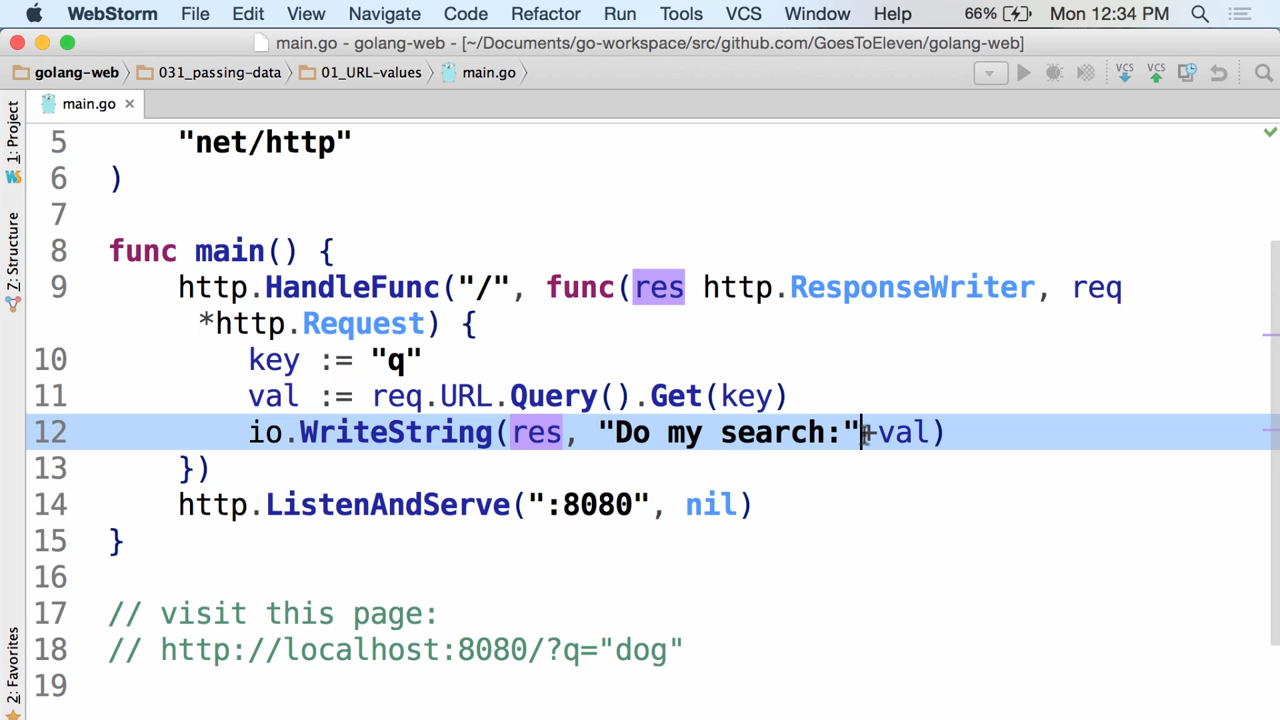 WebStorm File Edit View Navigate Code Refactor Run Tools VCS Window Help 66% Mon 12:34 PM
main.go - golang-web - [~/Documents/go-workspace/src/github.com/GoesToEleven/golang-web]
golang-web 031_passing-data 01_URL-values main.go VCS VCS
main.go ×
1: Project
WS
7: Structure
2: Favorites
5 "net/http"
6 )
7
8 func main() {
9 http.HandleFunc("/", func(res http.ResponseWriter, req
*http.Request) {
10 key := "q"
11 val := req.URL.Query().Get(key)
12 io.WriteString(res, "Do my search:"+val)
13 })
14 http.ListenAndServe(":8080", nil)
15 }
16
17 // visit this page:
18 // http://localhost:8080/?q="dog"
19